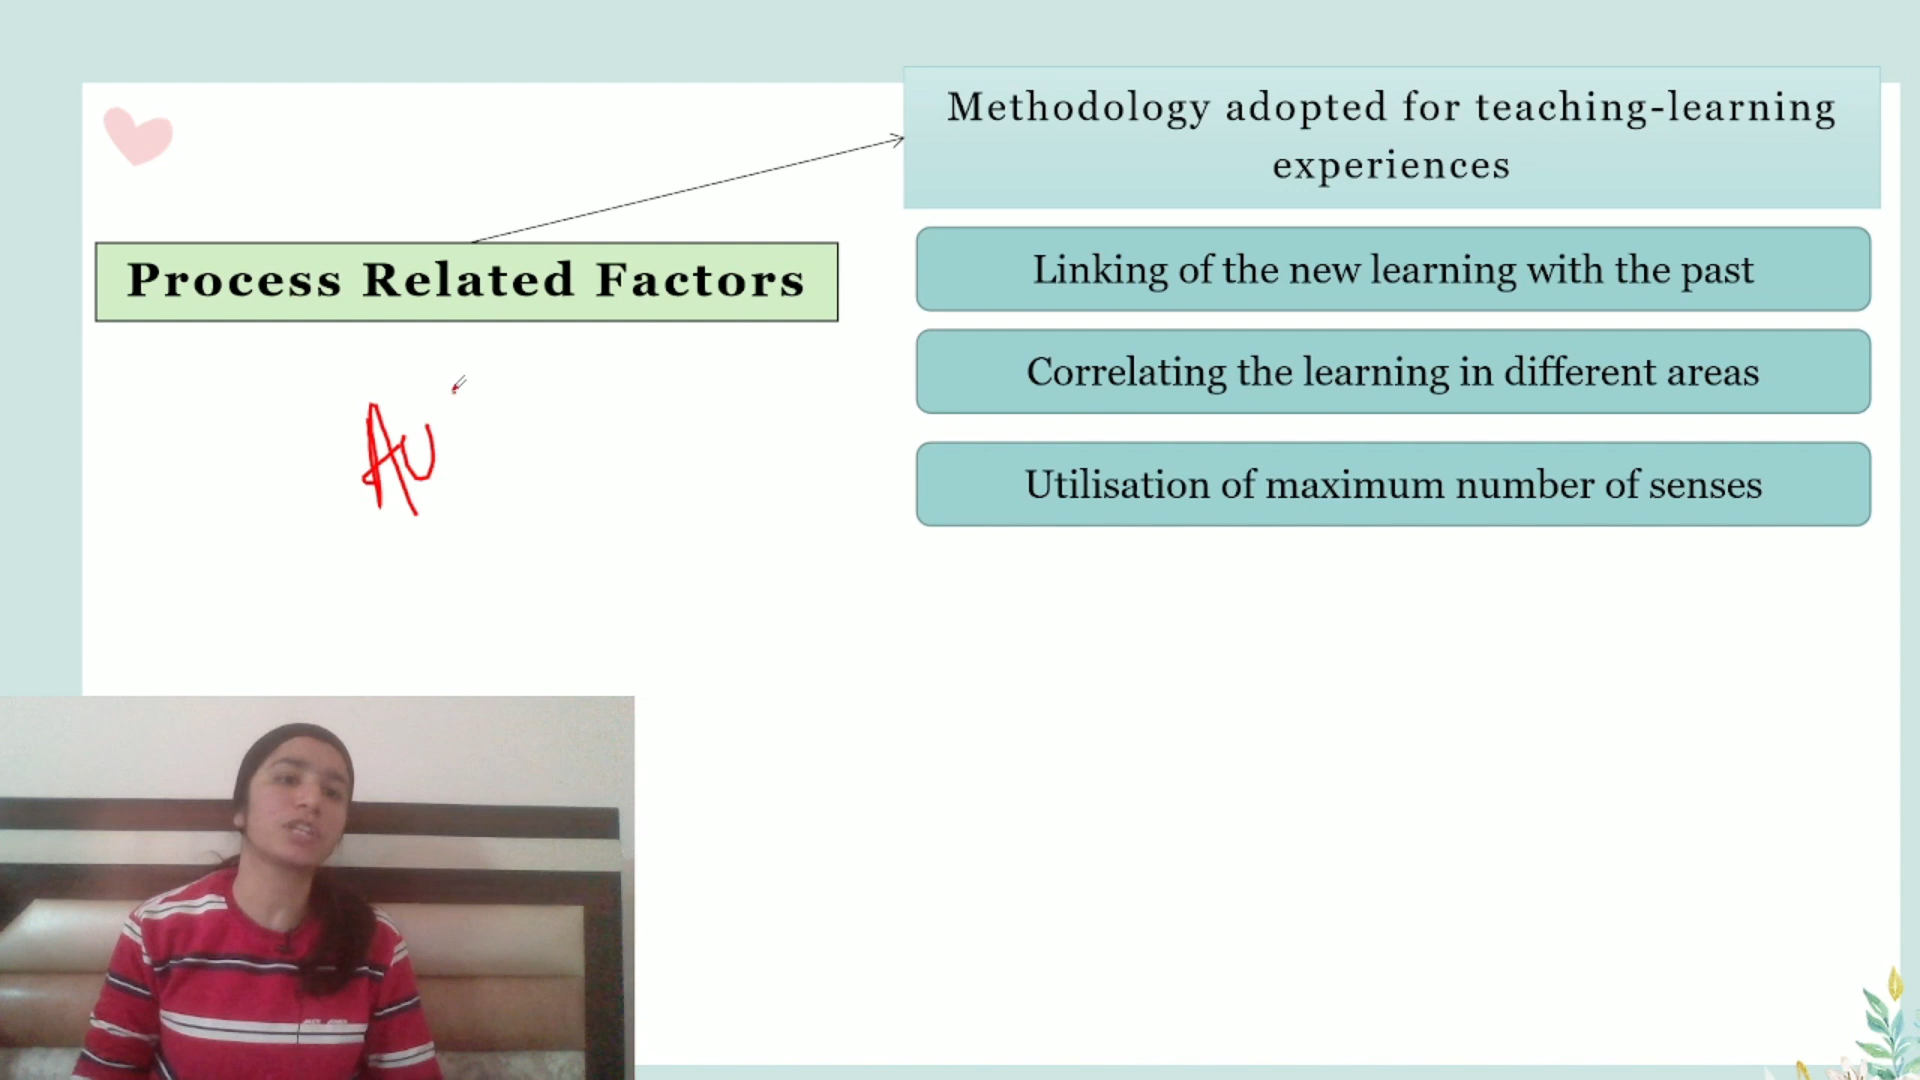 Methodology adopted for teaching-learning
experiences
Process Related Factors
Linking of the new learning with the past
Correlating the learning in different areas
Utilisation of maximum number of senses
AU